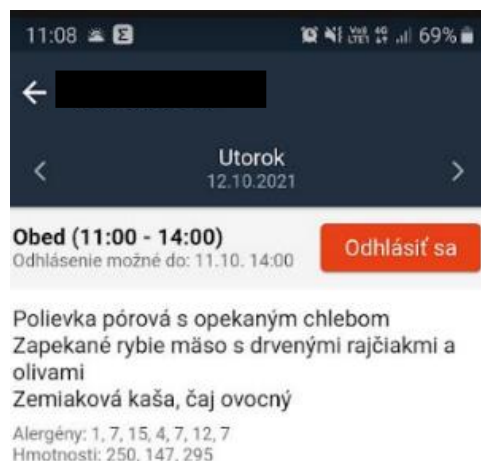 11:08
69%
Utorok
12.10.2021
Obed (11:00 - 14:00)
Odhlásenie možné do: 11.10. 14:00
Odhlásiť sa
Polievka pórová s opekaným chlebom
Zapekané rybie mäso s drvenými rajčiakmi a
olivami
Zemiaková kaša, čaj ovocný
Alergény: 1, 7, 15, 4, 7, 12, 7
Hmotnosti: 250, 147, 295